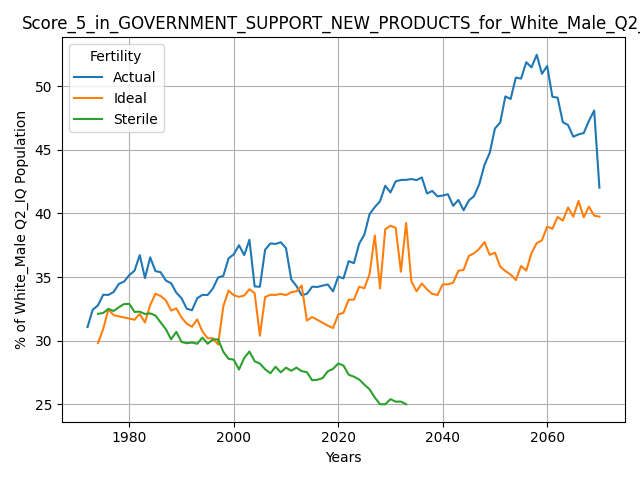 Score_5_in_GOVERNMENT_SUPPORT_NEW_PRODUCTS_for_White_Male_Q2_
Fertility
Actual
Ideal
Sterile
% of White_Male Q2_IQ Population
50
45
40
35
30
25
1980
2000
2020
2040
2060
Years